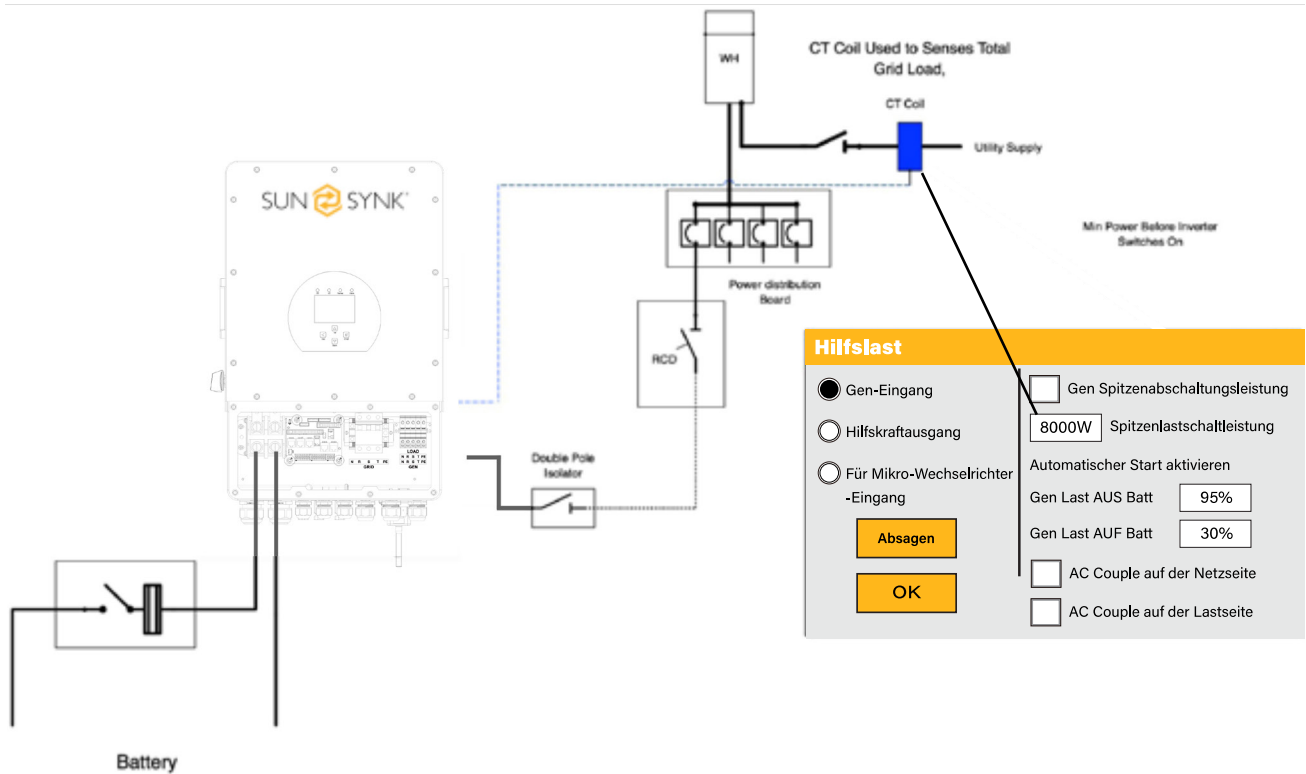 WH
CT Coil Used to Senses Total
Grid Load,
CT Coil
Utility Supply
SUN SYNK
Min Power Before Inverter
Switches On
Power distribution
Board
RCD
Double Pole
Isolator
LOAD
N R S T PE
N R S T PE
GRID
N R S T PE
GEN
Battery
Hilfslast
Gen-Eingang
Hilfskraftausgang
Für Mikro-Wechselrichter
-Eingang
Absagen
OK
Gen Spitzenabschaltungsleistung
8000W Spitzenlastschaltleistung
Automatischer Start aktivieren
Gen Last AUS Batt 95%
Gen Last AUF Batt 30%
AC Couple auf der Netzseite
AC Couple auf der Lastseite